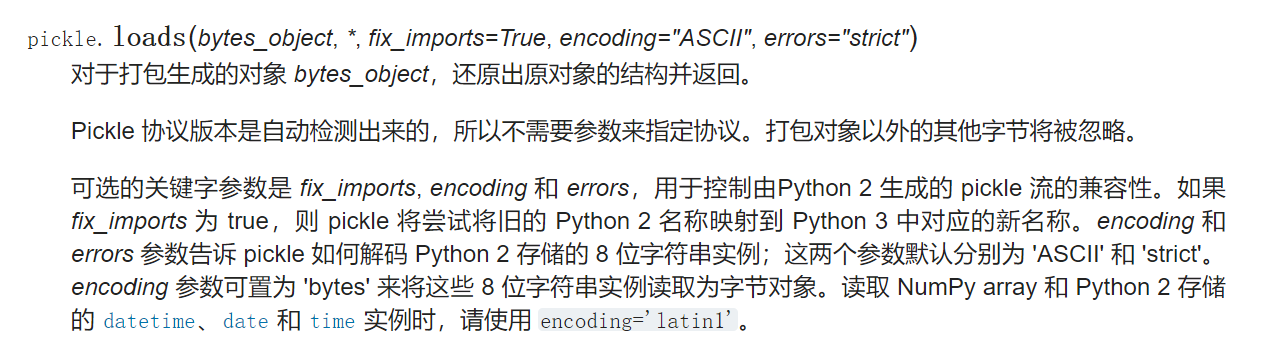 pickle.loads(bytes_object, *, fix_imports=True, encoding="ASCII", errors="strict")
对于打包生成的对象 bytes_object，还原出原对象的结构并返回。
Pickle 协议版本是自动检测出来的，所以不需要参数来指定协议。打包对象以外的其他字节将被忽略。
可选的关键字参数是 fix_imports, encoding 和 errors，用于控制由Python 2 生成的 pickle 流的兼容性。如果
fix_imports 为 true，则 pickle 将尝试将旧的 Python 2 名称映射到 Python 3 中对应的新名称。encoding 和
errors 参数告诉 pickle 如何解码 Python 2 存储的 8 位字符串实例；这两个参数默认分别为 'ASCII' 和 'strict'。
encoding 参数可置为 'bytes' 来将这些 8 位字符串实例读取为字节对象。读取 NumPy array 和 Python 2 存储
的 datetime、date 和 time 实例时，请使用 encoding='latin1'。